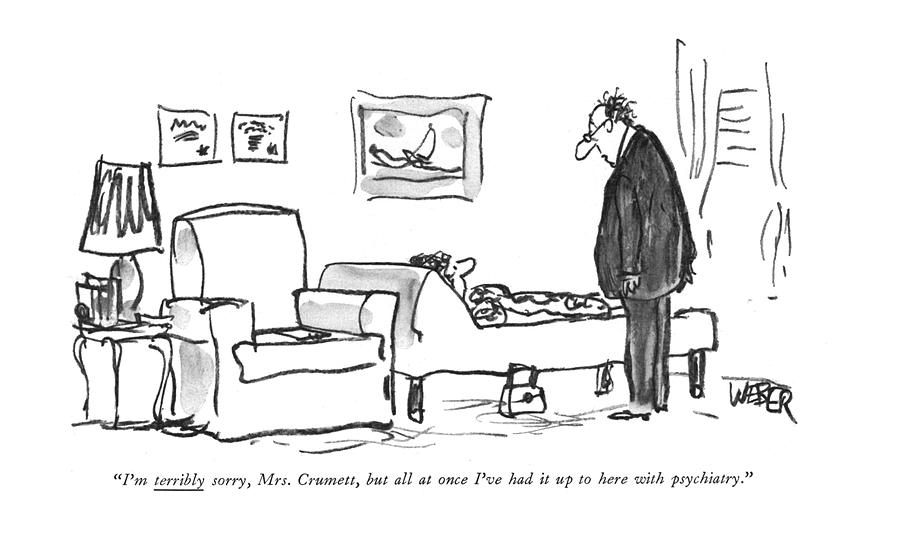 WEBER
“I'm terribly sorry, Mrs. Crumett, but all at once I've had it up to here with psychiatry.”